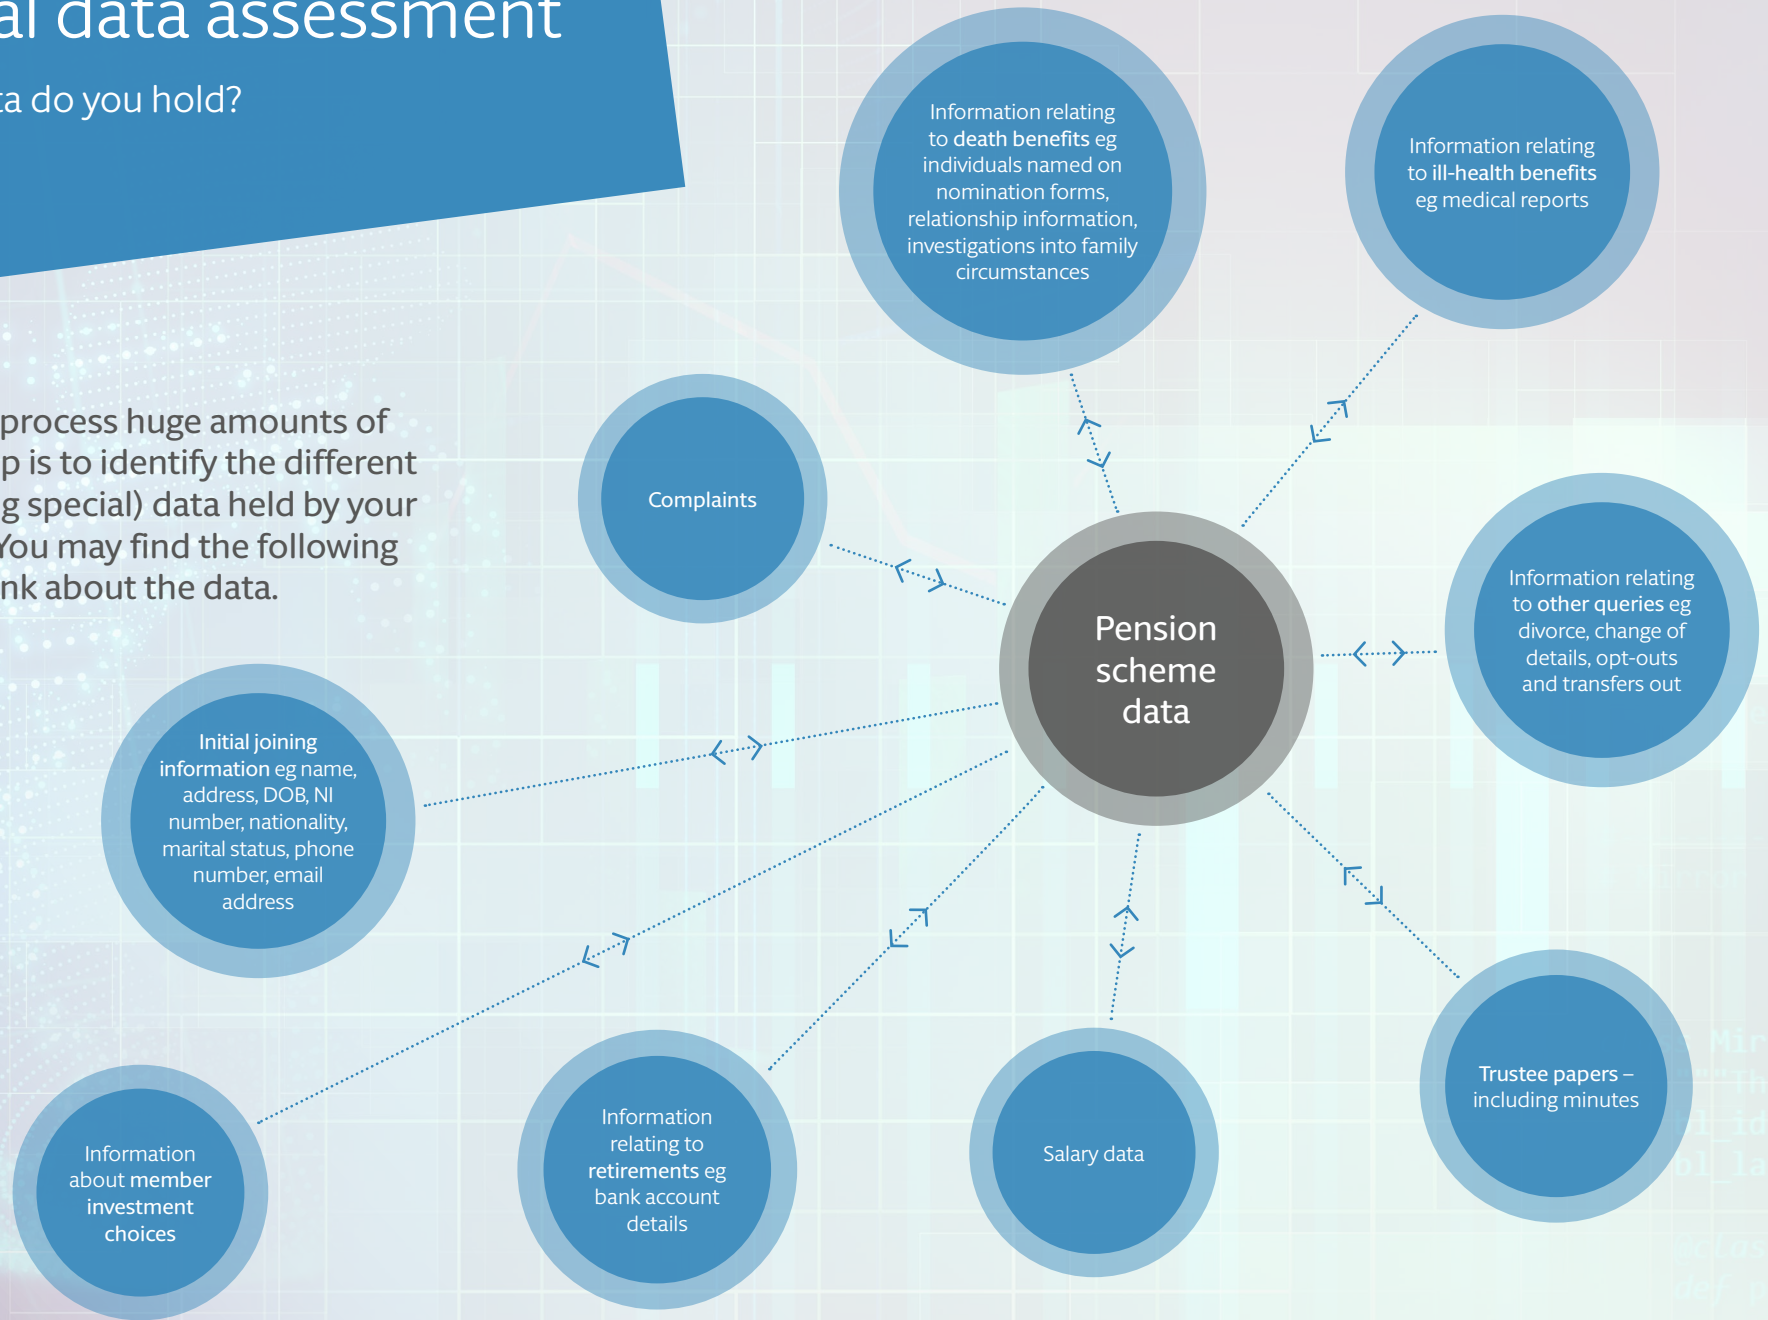 al data assessment
ta do you hold?
process huge amounts of
p is to identify the different
g special) data held by your
You may find the following
nk about the data.
Information relating
to death benefits eg
individuals named on
nomination forms,
relationship information,
investigations into family
circumstances
Information relating
to ill-health benefits
eg medical reports
Complaints
Pension
scheme
data
Information relating
to other queries eg
divorce, change of
details, opt-outs
and transfers out
Initial joining
information eg name,
address, DOB, NI
number, nationality,
marital status, phone
number, email
address
Information
about member
investment
choices
Information
relating to
retirements eg
bank account
details
Salary data
Trustee papers –
including minutes